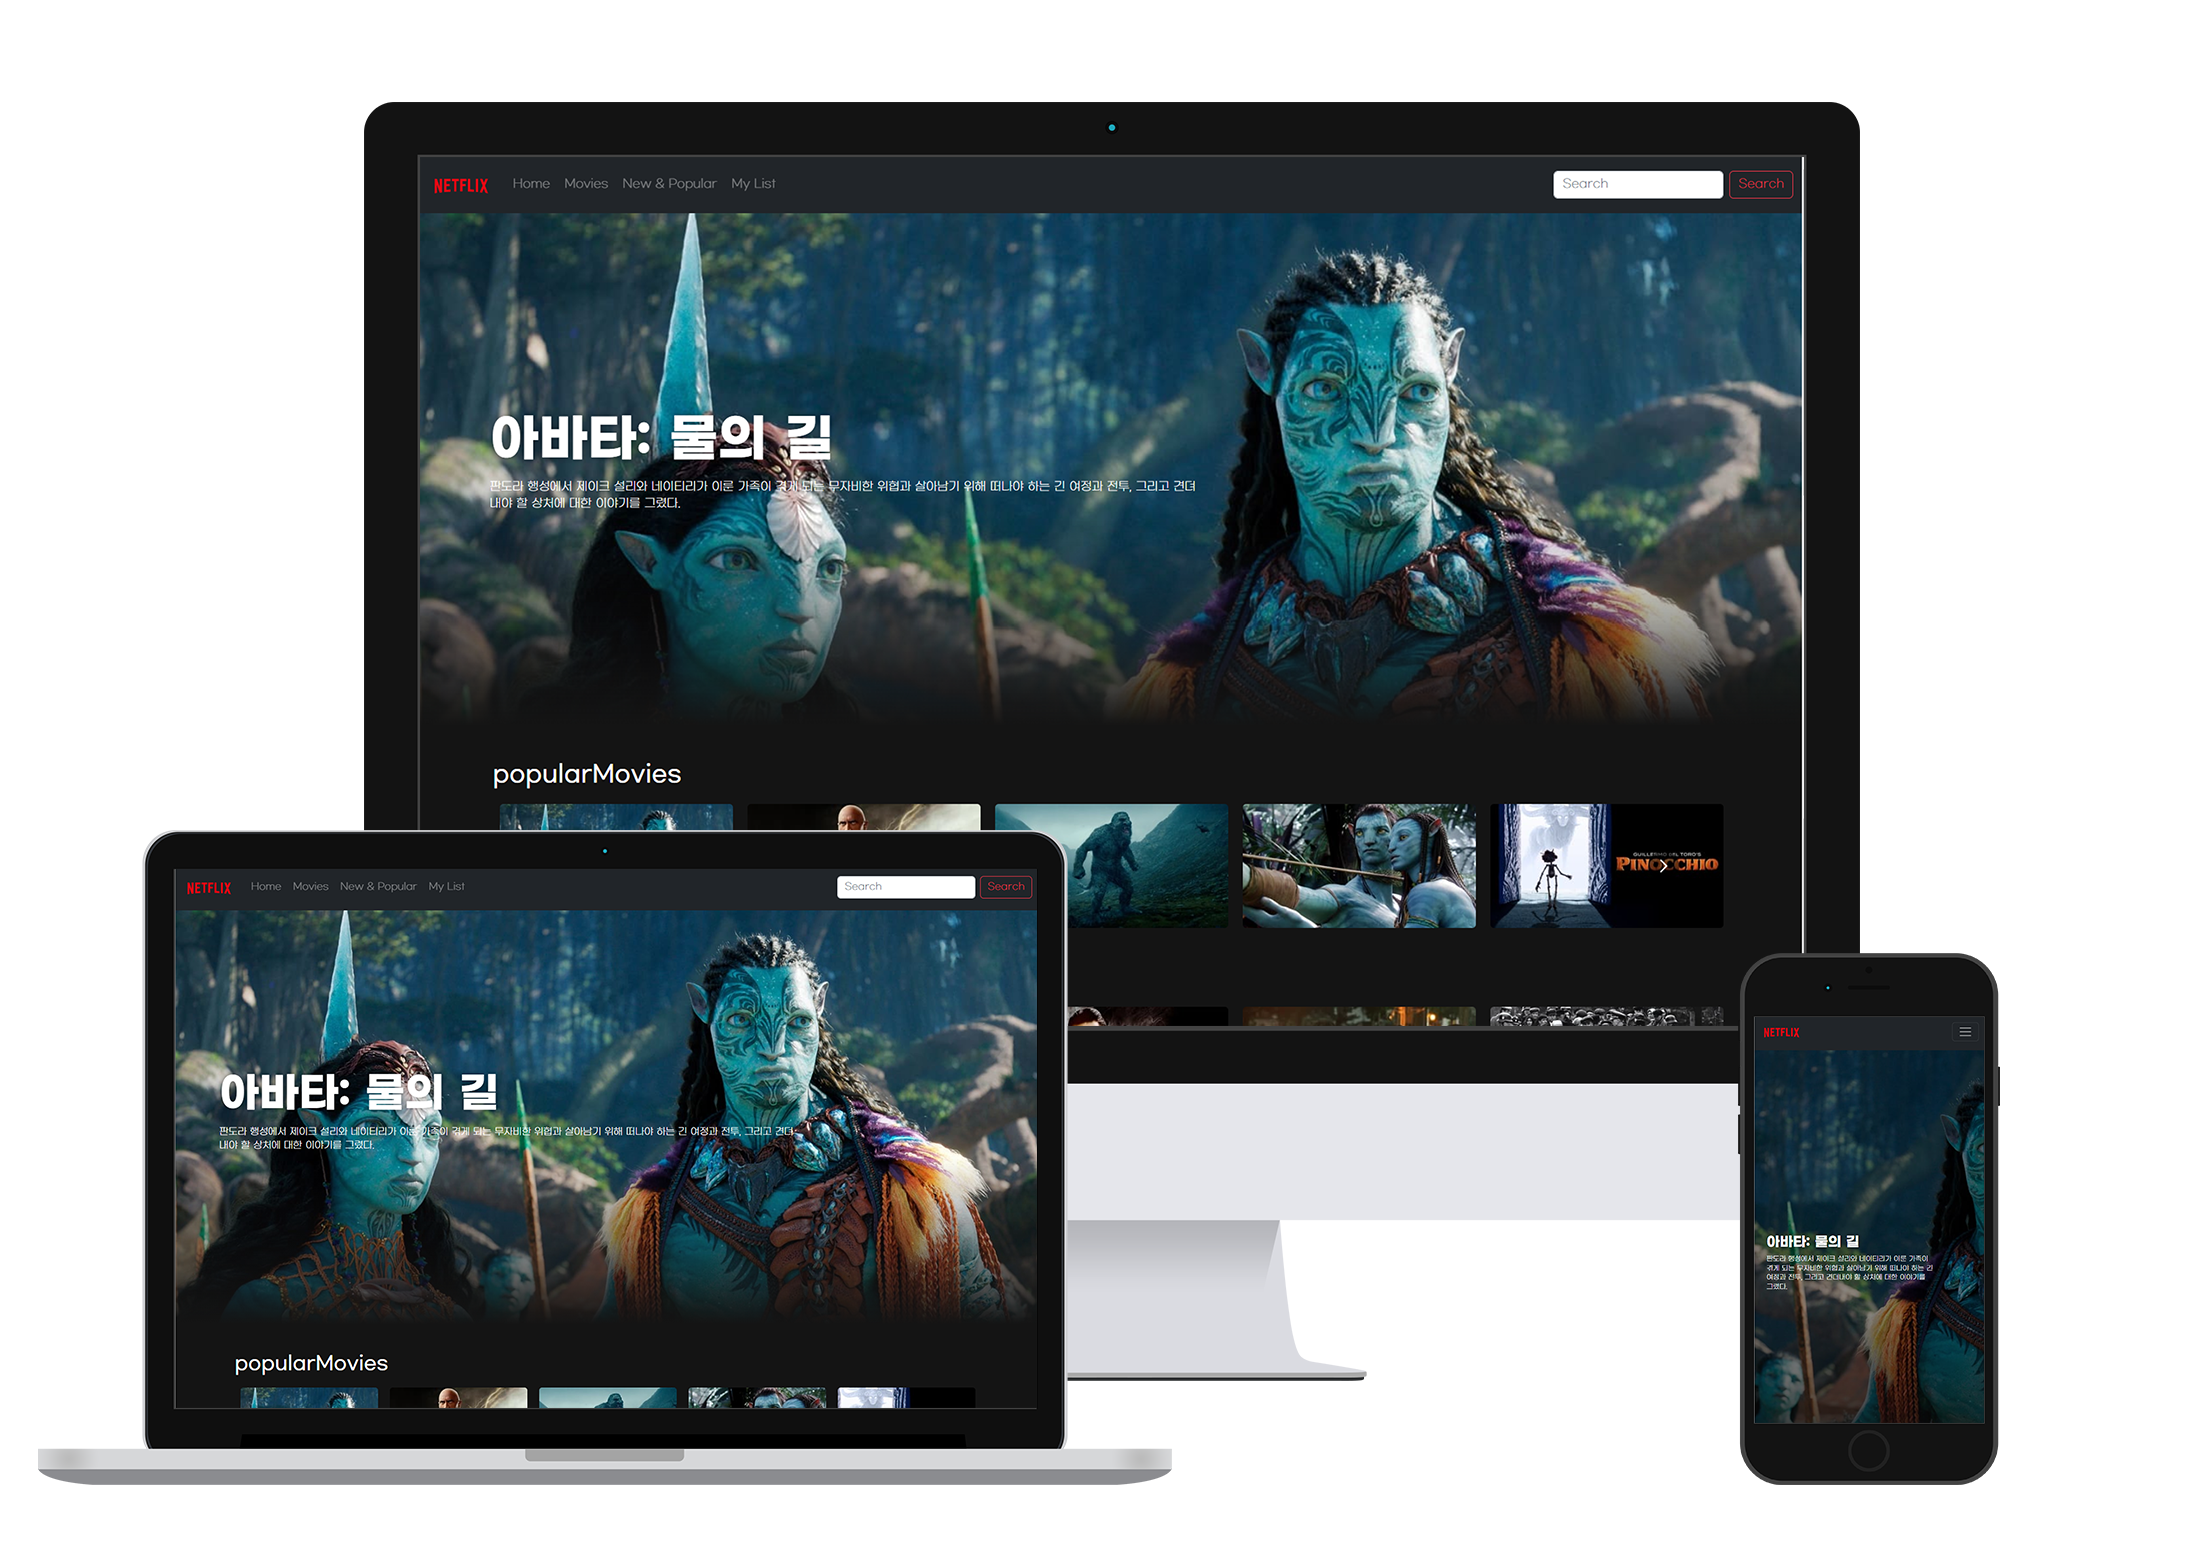 NETFLIX Home Movies New & Popular My List Search Search
아바타: 물의 길
판도라 행성에서 제이크 설리와 네이티리가 이룬 가족이 겪게 되는 무자비한 위협과 살아남기 위해 떠나야 하는 긴 여정과 전투, 그리고 견뎌
내야 할 상처에 대한 이야기를 그렸다.
popularMovies
GUILLERMO DEL TORO'S
PINOCCHIO
NETFLIX Home Movies New & Popular My List Search Search
아바타: 물의 길
판도라 행성에서 제이크 설리와 네이티리가 이룬 가족이 겪게 되는 무자비한 위협과 살아남기 위해 떠나야 하는 긴 여정과 전투, 그리고 견뎌
내야 할 상처에 대한 이야기를 그렸다.
popularMovies
NETFLIX
아바타: 물의 길
판도라 행성에서 제이크 설리와 네이티리가 이룬 가족이
겪게 되는 무자비한 위협과 살아남기 위해 떠나야 하는 긴
여정과 전투, 그리고 견뎌내야 할 상처에 대한 이야기를
그렸다.